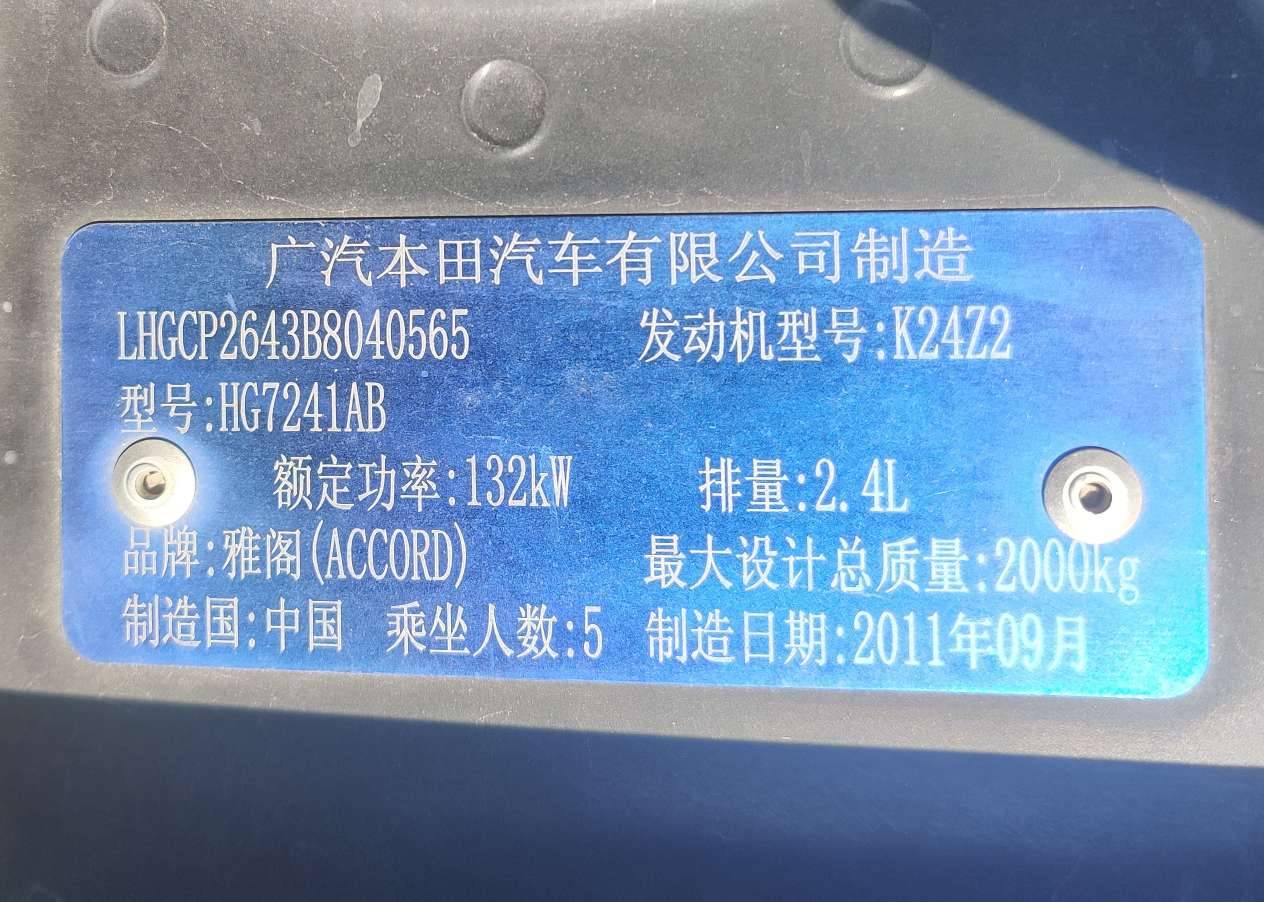 广汽本田汽车有限公司制造
LHGCP2643B8040565 发动机型号:K24Z2
型号:HG7241AB
额定功率:132kW 排量:2.4L
品牌:雅阁(ACCORD) 最大设计总质量:2000kg
制造国:中国 乘坐人数:5 制造日期:2011年09月